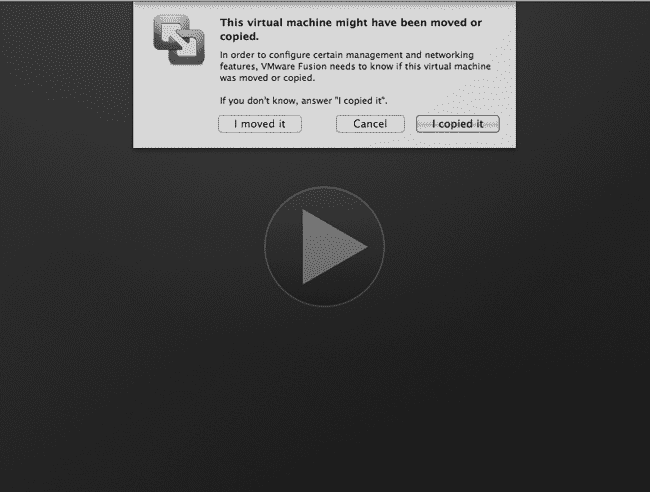 This virtual machine might have been moved or
copied.
In order to configure certain management and networking
features, VMware Fusion needs to know if this virtual machine
was moved or copied.
If you don't know, answer "I copied it".
I moved it
Cancel
I copied it